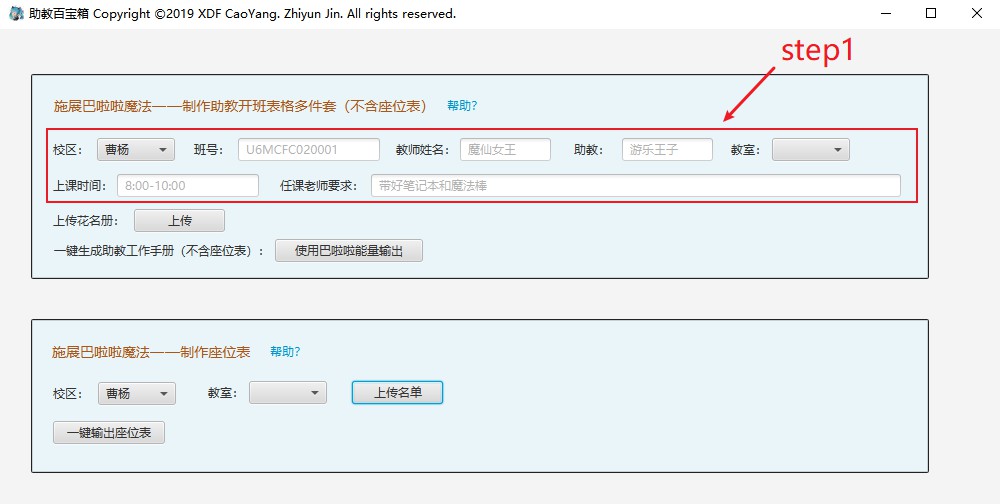 助教百宝箱 Copyright ©2019 XDF CaoYang. Zhiyun Jin. All rights reserved.
step1
施展巴啦啦魔法——制作助教开班表格多件套（不含座位表） 帮助?
校区： 曹杨 班号： U6MCFC020001 教师姓名： 魔仙女王 助教： 游乐王子 教室：
上课时间： 8:00-10:00 任课老师要求： 带好笔记本和魔法棒
上传花名册： 上传
一键生成助教工作手册（不含座位表）： 使用巴啦啦能量输出
施展巴啦啦魔法——制作座位表 帮助?
校区： 曹杨 教室： 上传名单
一键输出座位表